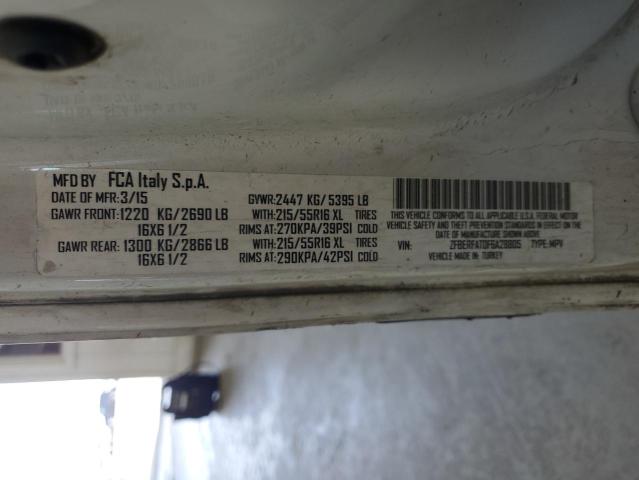 MFD BY FCA Italy S.p.A.
DATE OF MFR: 3/15 GVWR: 2447 KG/ 5395 LB
GAWR FRONT: 1220 KG/2690 LB WITH: 215/55R16 XL TIRES
16X6 1/2 RIMS AT: 270KPA/39PSI COLD
GAWR REAR: 1300 KG/2866 LB WITH: 215/55R16 XL TIRES
16X6 1/2 RIMS AT: 290KPA/42PSI COLD
THIS VEHICLE CONFORMS TO ALL APPLICABLE U.S.A. FEDERAL MOTOR
VEHICLE SAFETY AND THEFT PREVENTION STANDARDS IN EFFECT ON THE
DATE OF MANUFACTURE SHOWN ABOVE
VIN: ZFBERFAT0F6A28805 TYPE: MPV
VEHICLE MADE IN: TURKEY